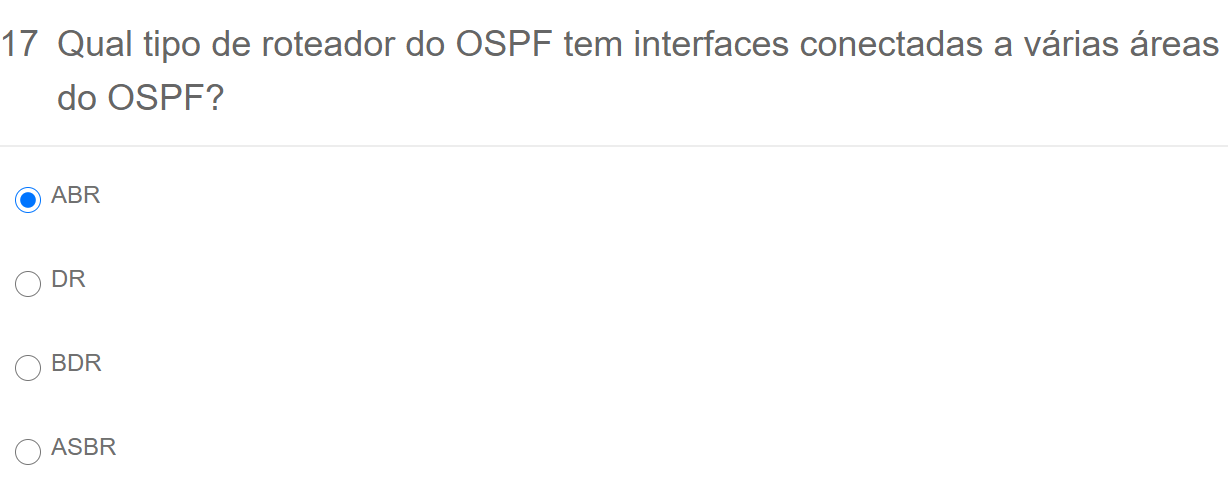 17 Qual tipo de roteador do OSPF tem interfaces conectadas a várias áreas
do OSPF?
ABR
DR
BDR
ASBR